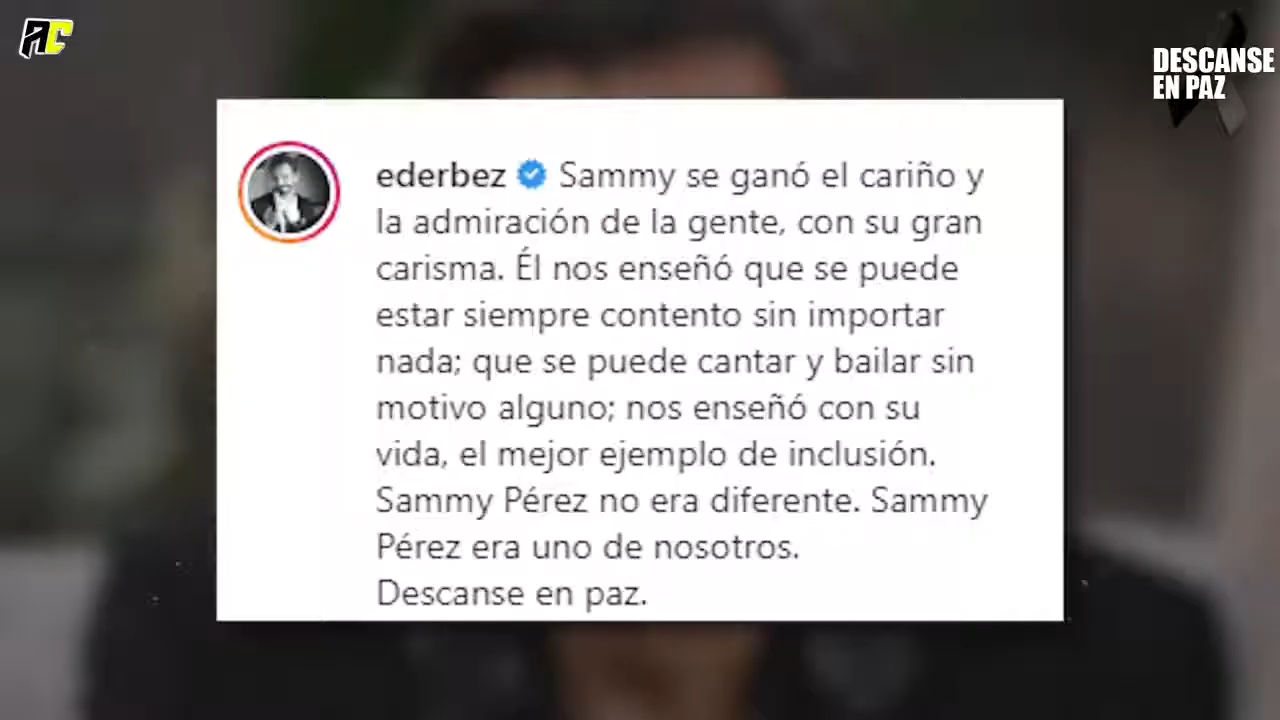 AC
DESCANSE
EN PAZ
ederbez Sammy se ganó el cariño y
la admiración de la gente, con su gran
carisma. Él nos enseñó que se puede
estar siempre contento sin importar
nada; que se puede cantar y bailar sin
motivo alguno; nos enseñó con su
vida, el mejor ejemplo de inclusión.
Sammy Pérez no era diferente. Sammy
Pérez era uno de nosotros.
Descanse en paz.